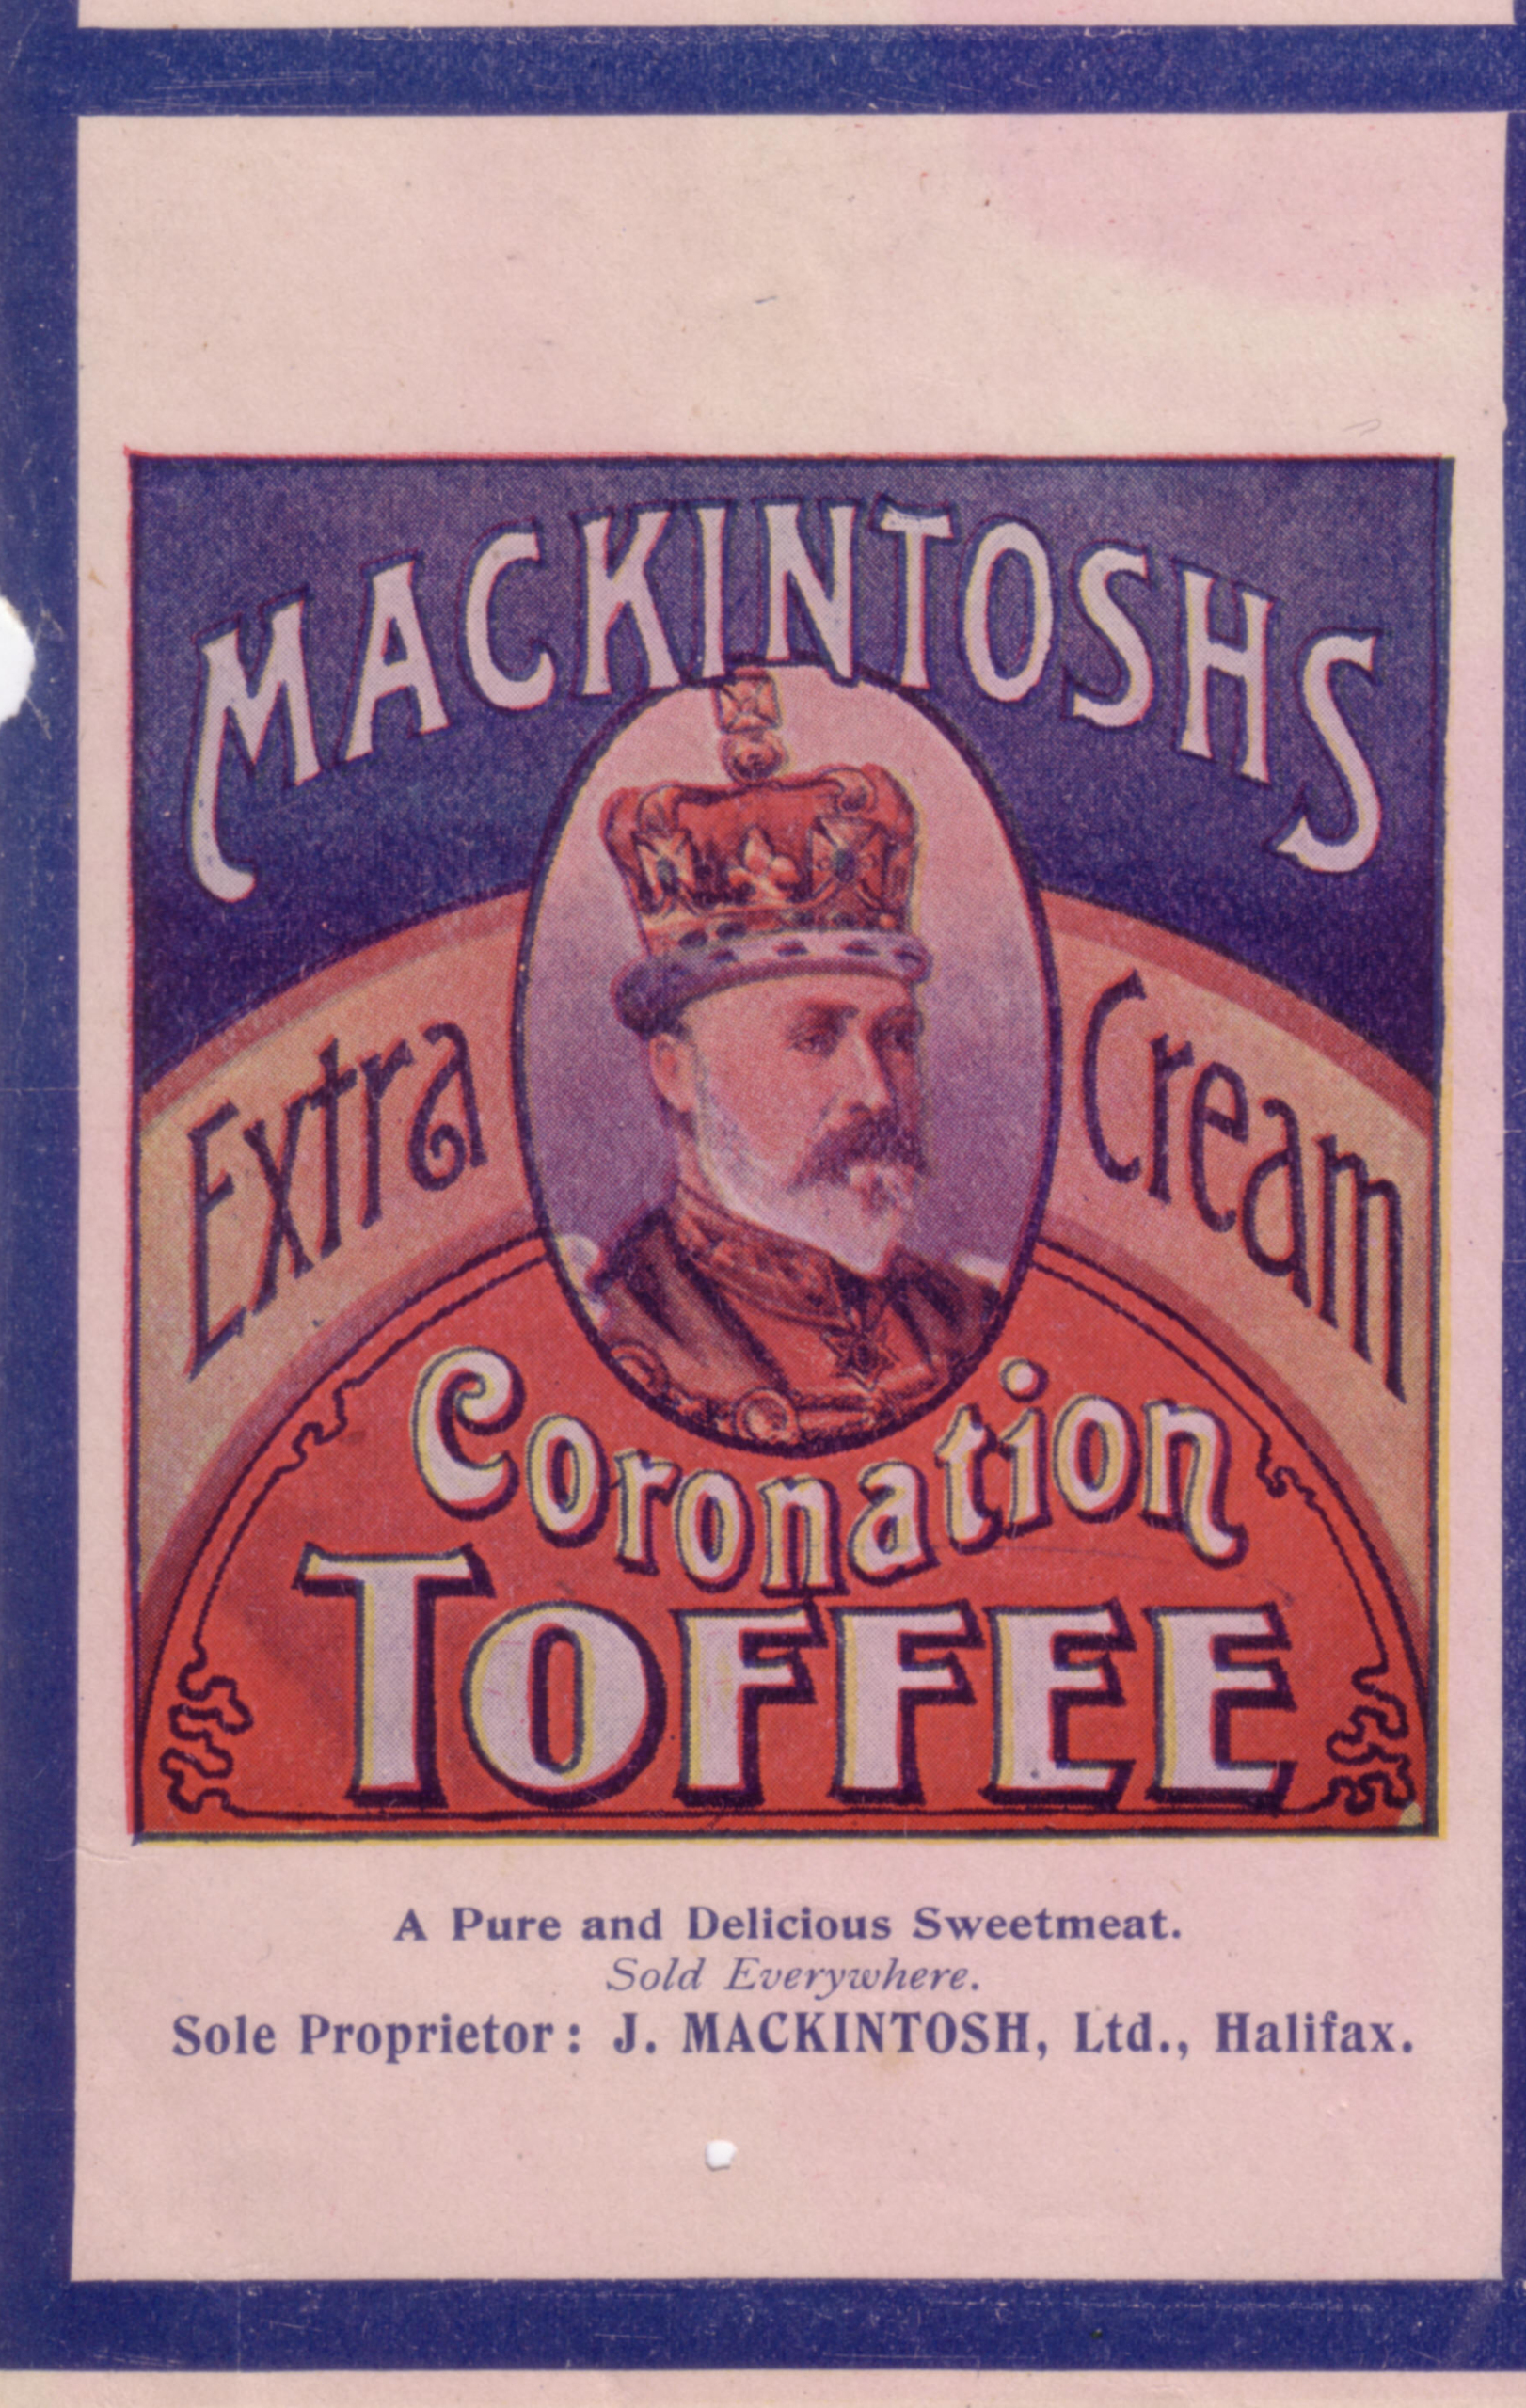 MACKINTOSHS
Extra Cream
Coronation
TOFFEE
A Pure and Delicious Sweetmeat.
Sold Everywhere.
Sole Proprietor: J. MACKINTOSH, Ltd., Halifax.